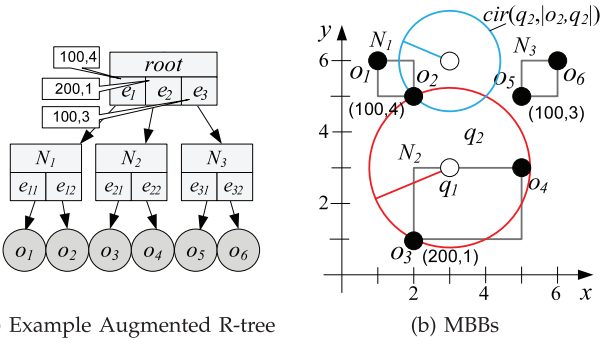 100,4
200,1
100,3
root
e1 e2 e3
N1 N2 N3
e11 e12 e21 e22 e31 e32
o1 o2 o3 o4 o5 o6
Example Augmented R-tree
cir(q2,|o2,q2|)
y
6
4
2
2 4 6 x
N1
N3
o1
o2
o5
o6
(100,4)
(100,3)
q2
N2
q1
o4
o3
(200,1)
(b) MBBs